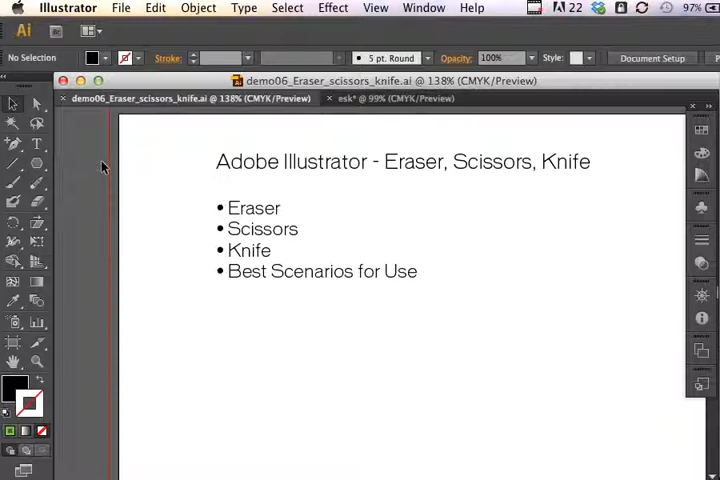 Illustrator File Edit Object Type Select Effect View Window Help 22 97%
Ai Br
No Selection Stroke: 5 pt. Round Opacity: 100% Style: Document Setup
demo06_Eraser_scissors_knife.ai @ 138% (CMYK/Preview)
× demo06_Eraser_scissors_knife.ai @ 138% (CMYK/Preview) × esk* @ 99% (CMYK/Preview)
Adobe Illustrator - Eraser, Scissors, Knife
• Eraser
• Scissors
• Knife
• Best Scenarios for Use